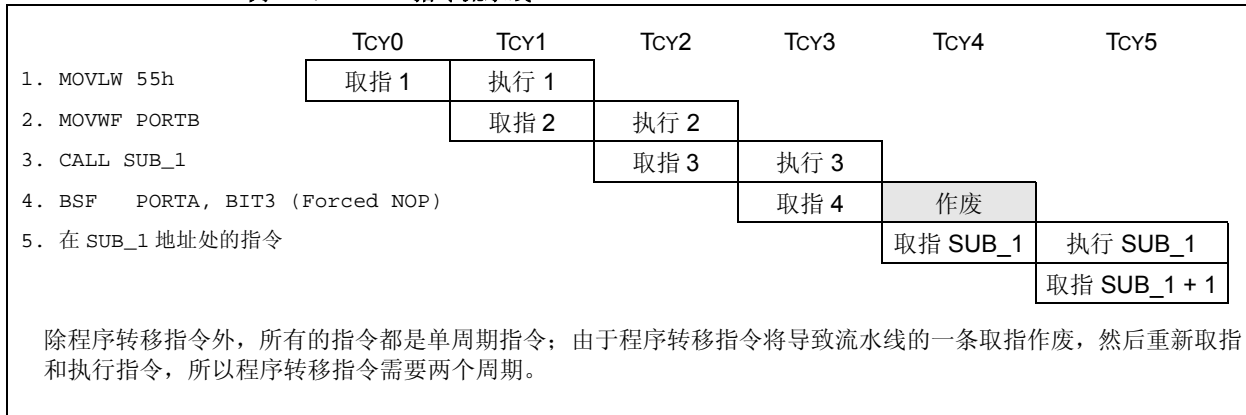 TCY0 TCY1 TCY2 TCY3 TCY4 TCY5
1. MOVLW 55h 取指 1 执行 1
2. MOVWF PORTB 取指 2 执行 2
3. CALL SUB_1 取指 3 执行 3
4. BSF PORTA, BIT3 (Forced NOP) 取指 4 作废
5. 在 SUB_1 地址处的指令 取指 SUB_1 执行 SUB_1
取指 SUB_1 + 1
除程序转移指令外，所有的指令都是单周期指令；由于程序转移指令将导致流水线的一条取指作废，然后重新取指
和执行指令，所以程序转移指令需要两个周期。